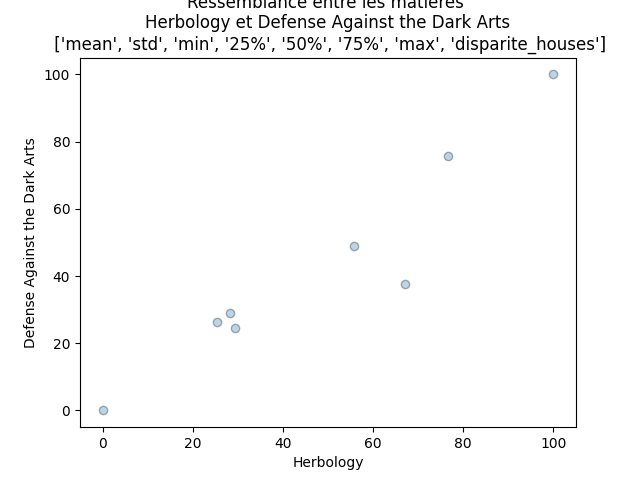 Ressemblance entre les matières
Herbology et Defense Against the Dark Arts
['mean', 'std', 'min', '25%', '50%', '75%', 'max', 'disparite_houses']
100
80
60
40
20
0
Defense Against the Dark Arts
0 20 40 60 80 100
Herbology